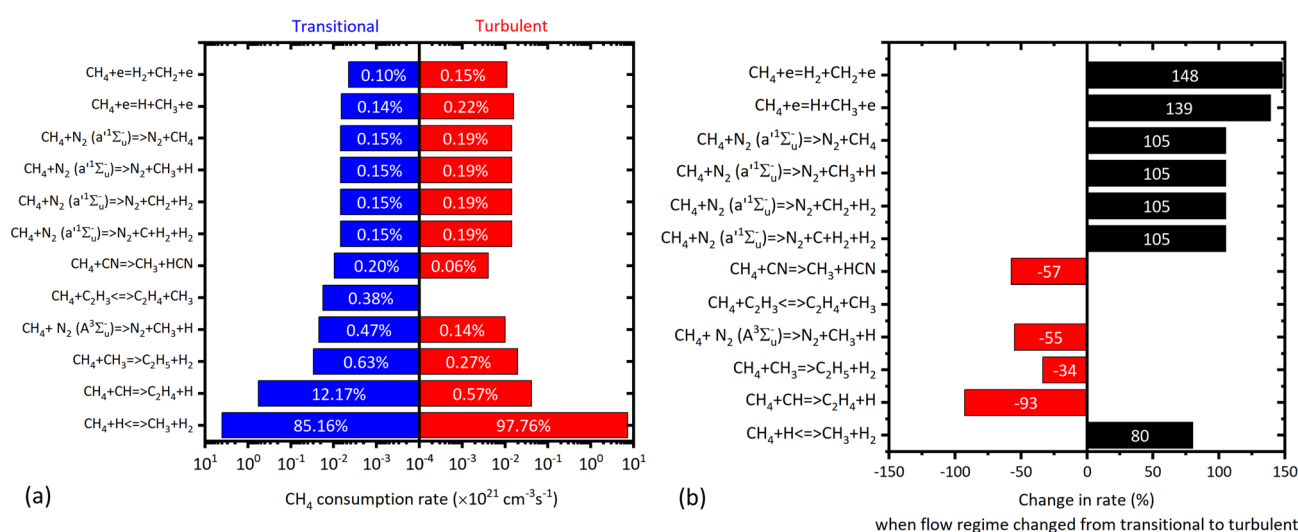 Transitional Turbulent
CH₄+e=H₂+CH₂+e 0.10% 0.15%
CH₄+e=H+CH₃+e 0.14% 0.22%
CH₄+N₂ (a'¹Σᵤ⁻)=>N₂+CH₄ 0.15% 0.19%
CH₄+N₂ (a'¹Σᵤ⁻)=>N₂+CH₃+H 0.15% 0.19%
CH₄+N₂ (a'¹Σᵤ⁻)=>N₂+CH₂+H₂ 0.15% 0.19%
CH₄+N₂ (a'¹Σᵤ⁻)=>N₂+C+H₂+H₂ 0.15% 0.19%
CH₄+CN=>CH₃+HCN 0.20% 0.06%
CH₄+C₂H₃<=>C₂H₄+CH₃ 0.38%
CH₄+ N₂ (A³Σᵤ⁻)=>N₂+CH₃+H 0.47% 0.14%
CH₄+CH₃=>C₂H₅+H₂ 0.63% 0.27%
CH₄+CH=>C₂H₄+H 12.17% 0.57%
CH₄+H<=>CH₃+H₂ 85.16% 97.76%
10¹ 10⁰ 10⁻¹ 10⁻² 10⁻³ 10⁻⁴ 10⁻³ 10⁻² 10⁻¹ 10⁰ 10¹
(a)
CH₄ consumption rate (×10²¹ cm⁻³s⁻¹)
CH₄+e=H₂+CH₂+e 148
CH₄+e=H+CH₃+e 139
CH₄+N₂ (a'¹Σᵤ⁻)=>N₂+CH₄ 105
CH₄+N₂ (a'¹Σᵤ⁻)=>N₂+CH₃+H 105
CH₄+N₂ (a'¹Σᵤ⁻)=>N₂+CH₂+H₂ 105
CH₄+N₂ (a'¹Σᵤ⁻)=>N₂+C+H₂+H₂ 105
CH₄+CN=>CH₃+HCN -57
CH₄+C₂H₃<=>C₂H₄+CH₃
CH₄+ N₂ (A³Σᵤ⁻)=>N₂+CH₃+H -55
CH₄+CH₃=>C₂H₅+H₂ -34
CH₄+CH=>C₂H₄+H -93
CH₄+H<=>CH₃+H₂ 80
-150 -100 -50 0 50 100 150
(b)
Change in rate (%)
when flow regime changed from transitional to turbulent